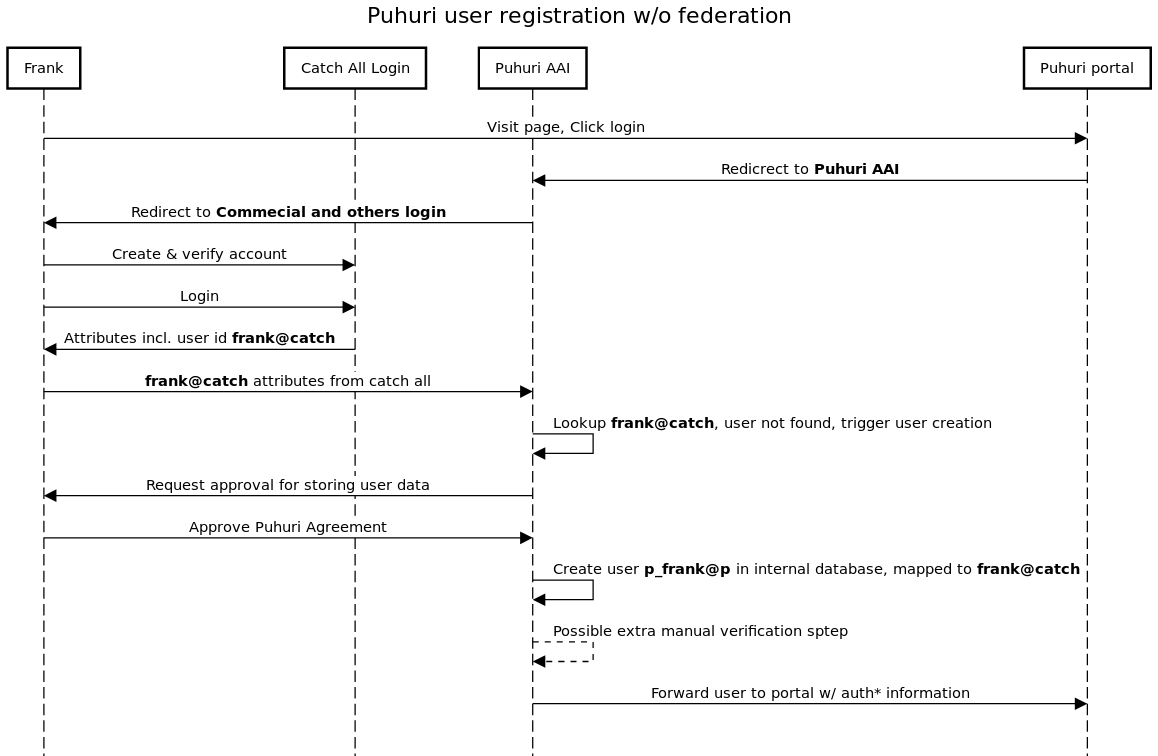 Puhuri user registration w/o federation
Frank
Catch All Login
Puhuri AAI
Puhuri portal
Visit page, Click login
Redicrect to Puhuri AAI
Redirect to Commecial and others login
Create & verify account
Login
Attributes incl. user id frank@catch
frank@catch attributes from catch all
Lookup frank@catch, user not found, trigger user creation
Request approval for storing user data
Approve Puhuri Agreement
Create user p_frank@p in internal database, mapped to frank@catch
Possible extra manual verification sptep
Forward user to portal w/ auth* information